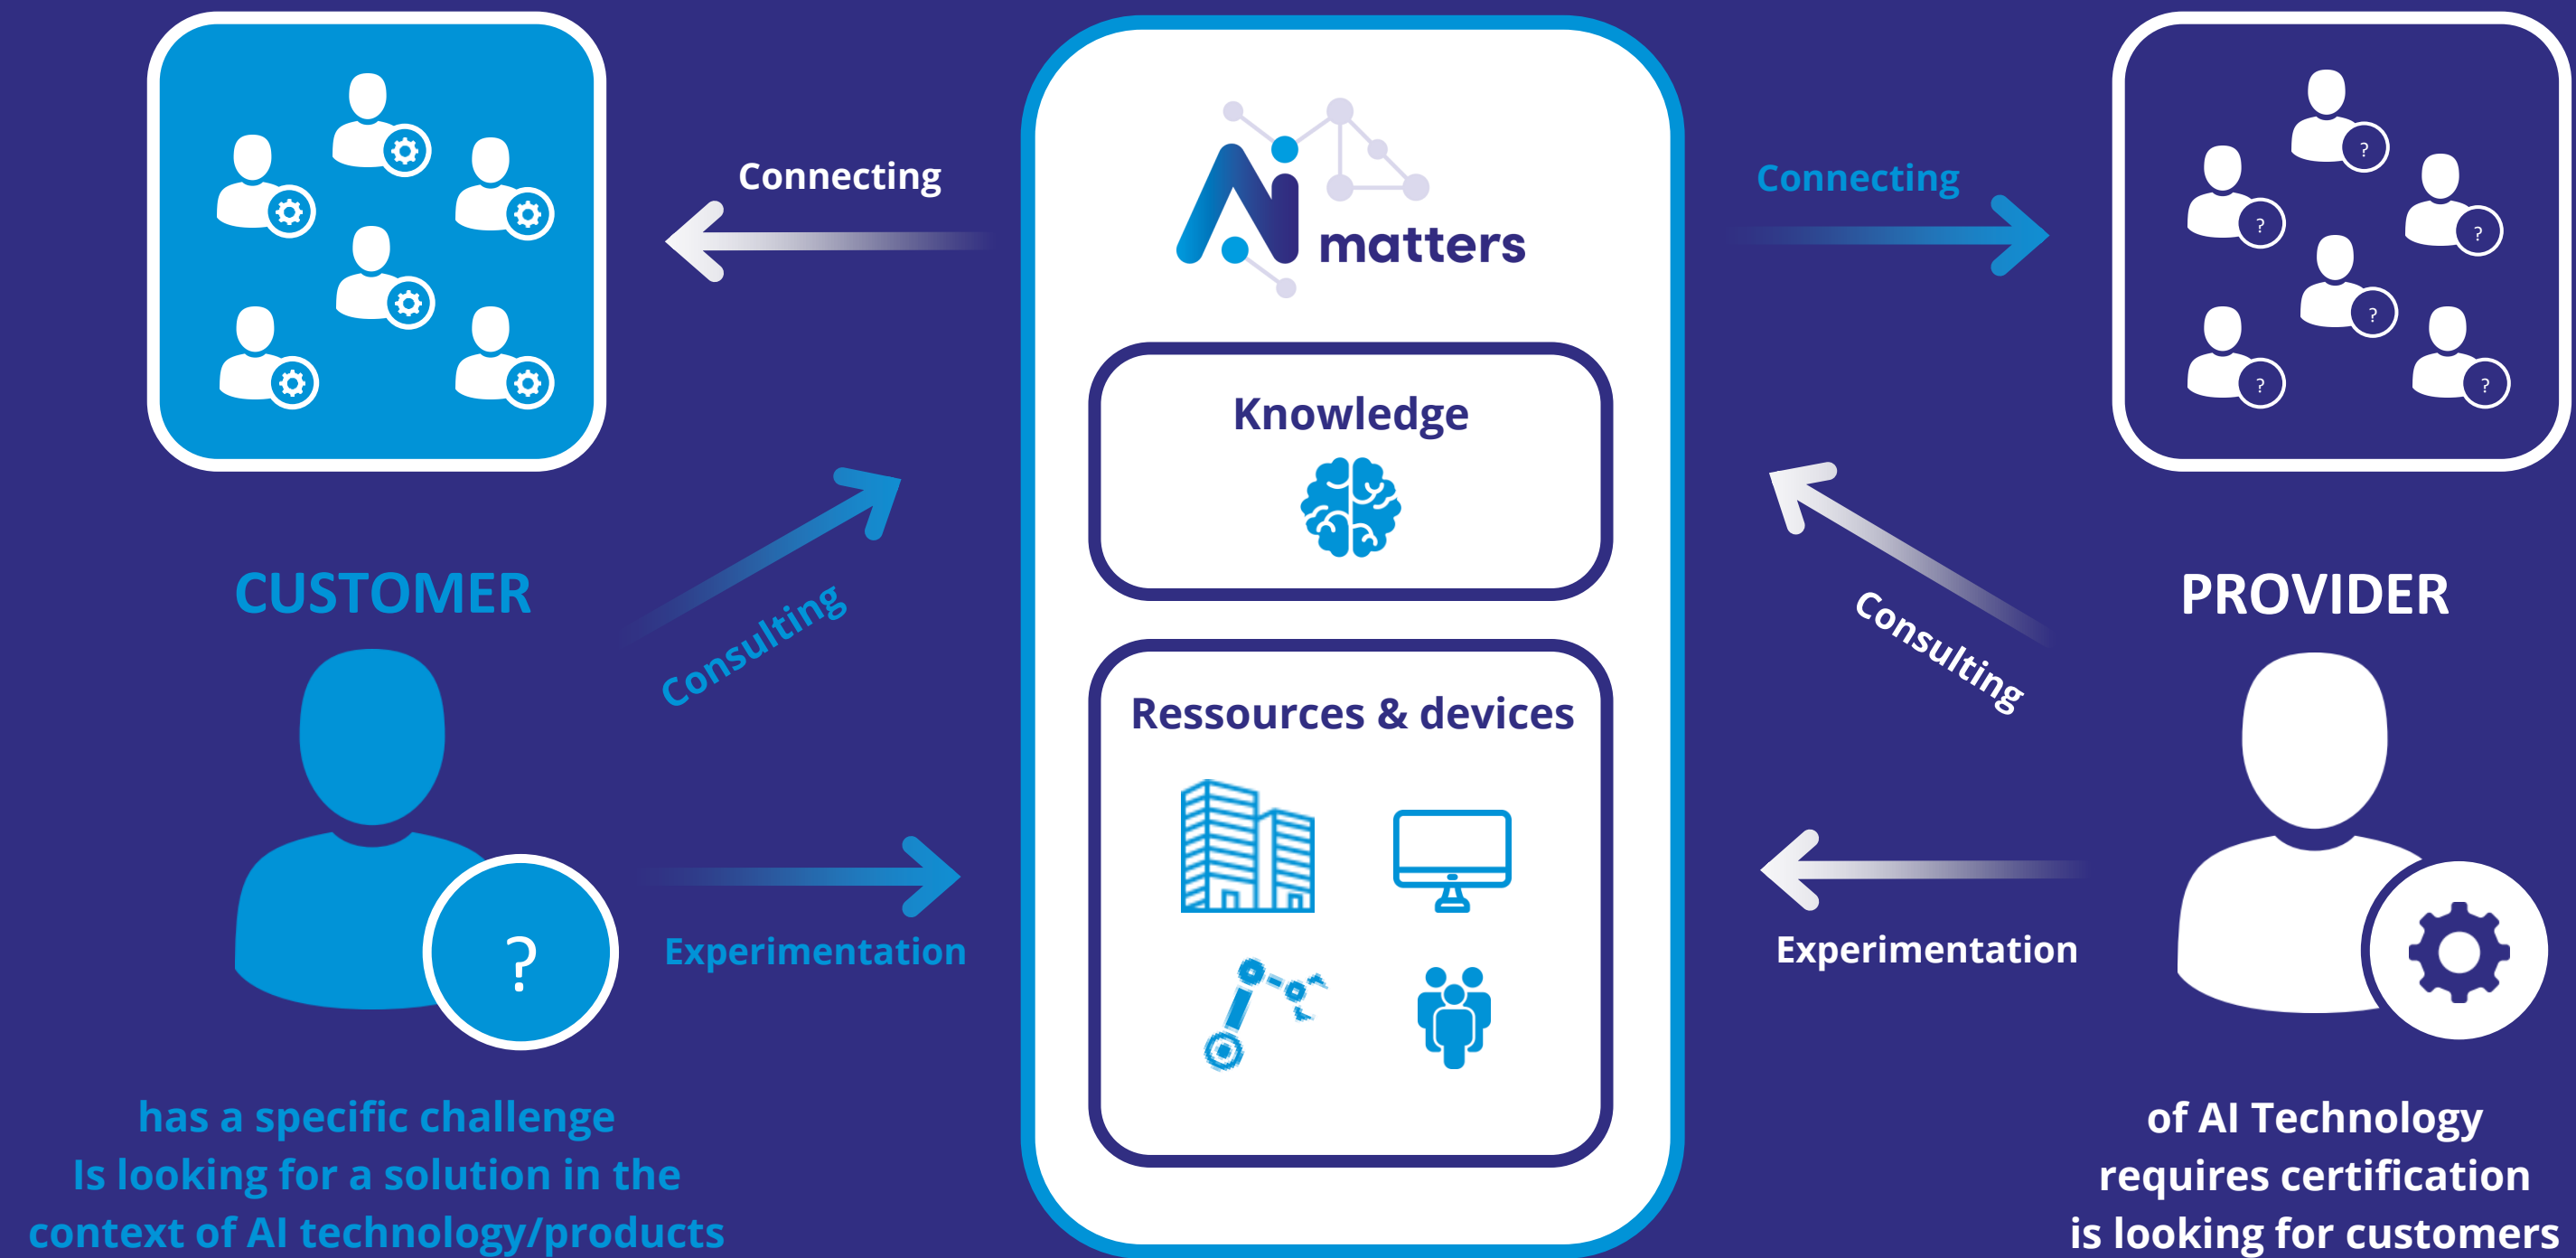 Connecting
Ai
matters
Connecting
?
?
?
?
?
?
?
Knowledge
CUSTOMER
Consulting
PROVIDER
Consulting
Ressources & devices
?
Experimentation
Experimentation
has a specific challenge
Is looking for a solution in the
context of AI technology/products
of AI Technology
requires certification
is looking for customers